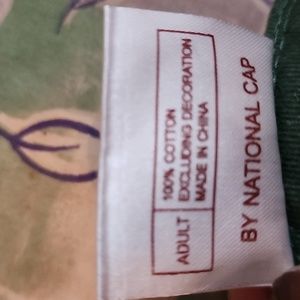 ADULT
100% COTTON
EXCLUDING DECORATION
MADE IN CHINA
BY NATIONAL CAP